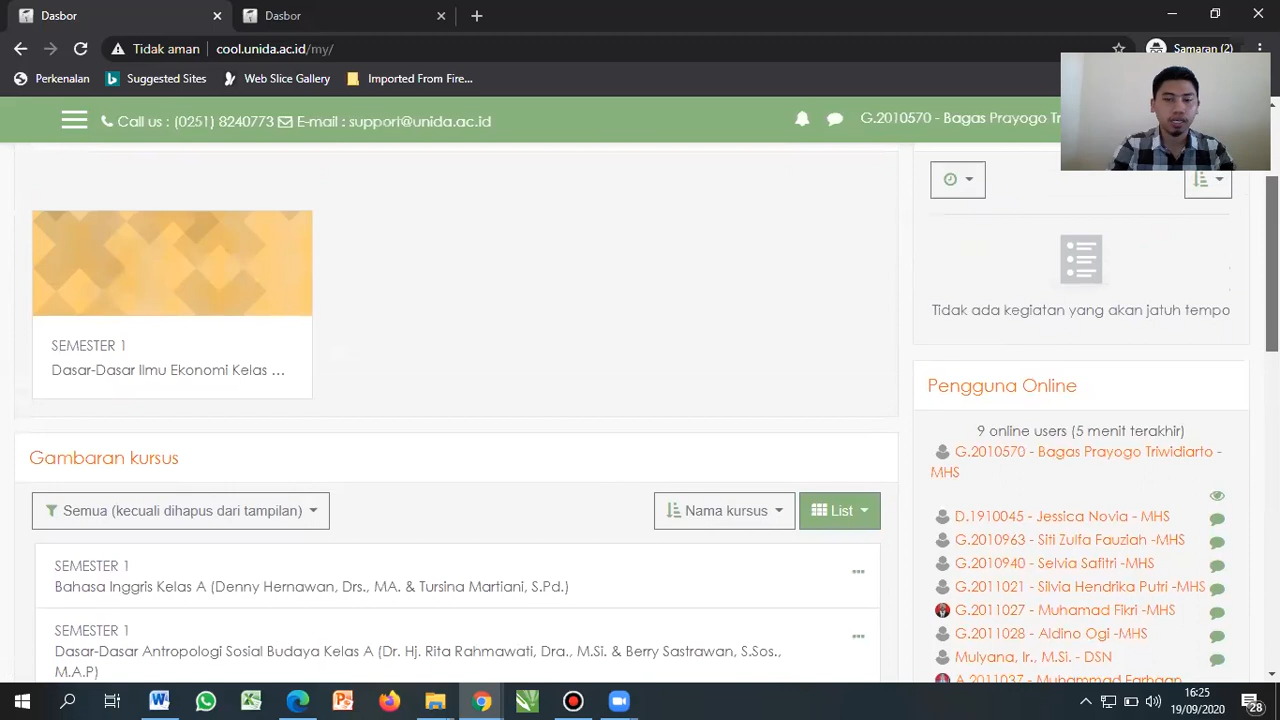 Dasbor
Dasbor
Tidak aman cool.unida.ac.id/my/
Samaran (2)
Perkenalan
Suggested Sites
Web Slice Gallery
Imported From Fire...
Call us : (0251) 8240773 E-mail : support@unida.ac.id
G.2010570 - Bagas Prayogo
SEMESTER 1
Dasar-Dasar Ilmu Ekonomi Kelas ...
Gambaran kursus
Semua (kecuali dihapus dari tampilan)
Nama kursus
List
SEMESTER 1
Bahasa Inggris Kelas A (Denny Hernawan, Drs., MA. & Tursina Martiani, S.Pd.)
SEMESTER 1
Dasar-Dasar Antropologi Sosial Budaya Kelas A (Dr. Hj. Rita Rahmawati, Dra., M.Si. & Berry Sastrawan, S.Sos.,
M.A.P)
Tidak ada kegiatan yang akan jatuh tempo
Pengguna Online
9 online users (5 menit terakhir)
G.2010570 - Bagas Prayogo Triwidiarto -
MHS
D.1910045 - Jessica Novia - MHS
G.2010963 - Siti Zulfa Fauziah -MHS
G.2010940 - Selvia Safitri -MHS
G.2011021 - Silvia Hendrika Putri -MHS
G.2011027 - Muhamad Fikri -MHS
G.2011028 - Aldino Ogi -MHS
Mulyana, Ir., M.Si. - DSN
A.2011037 - Muhammad Farhaan
16:25
19/09/2020
28